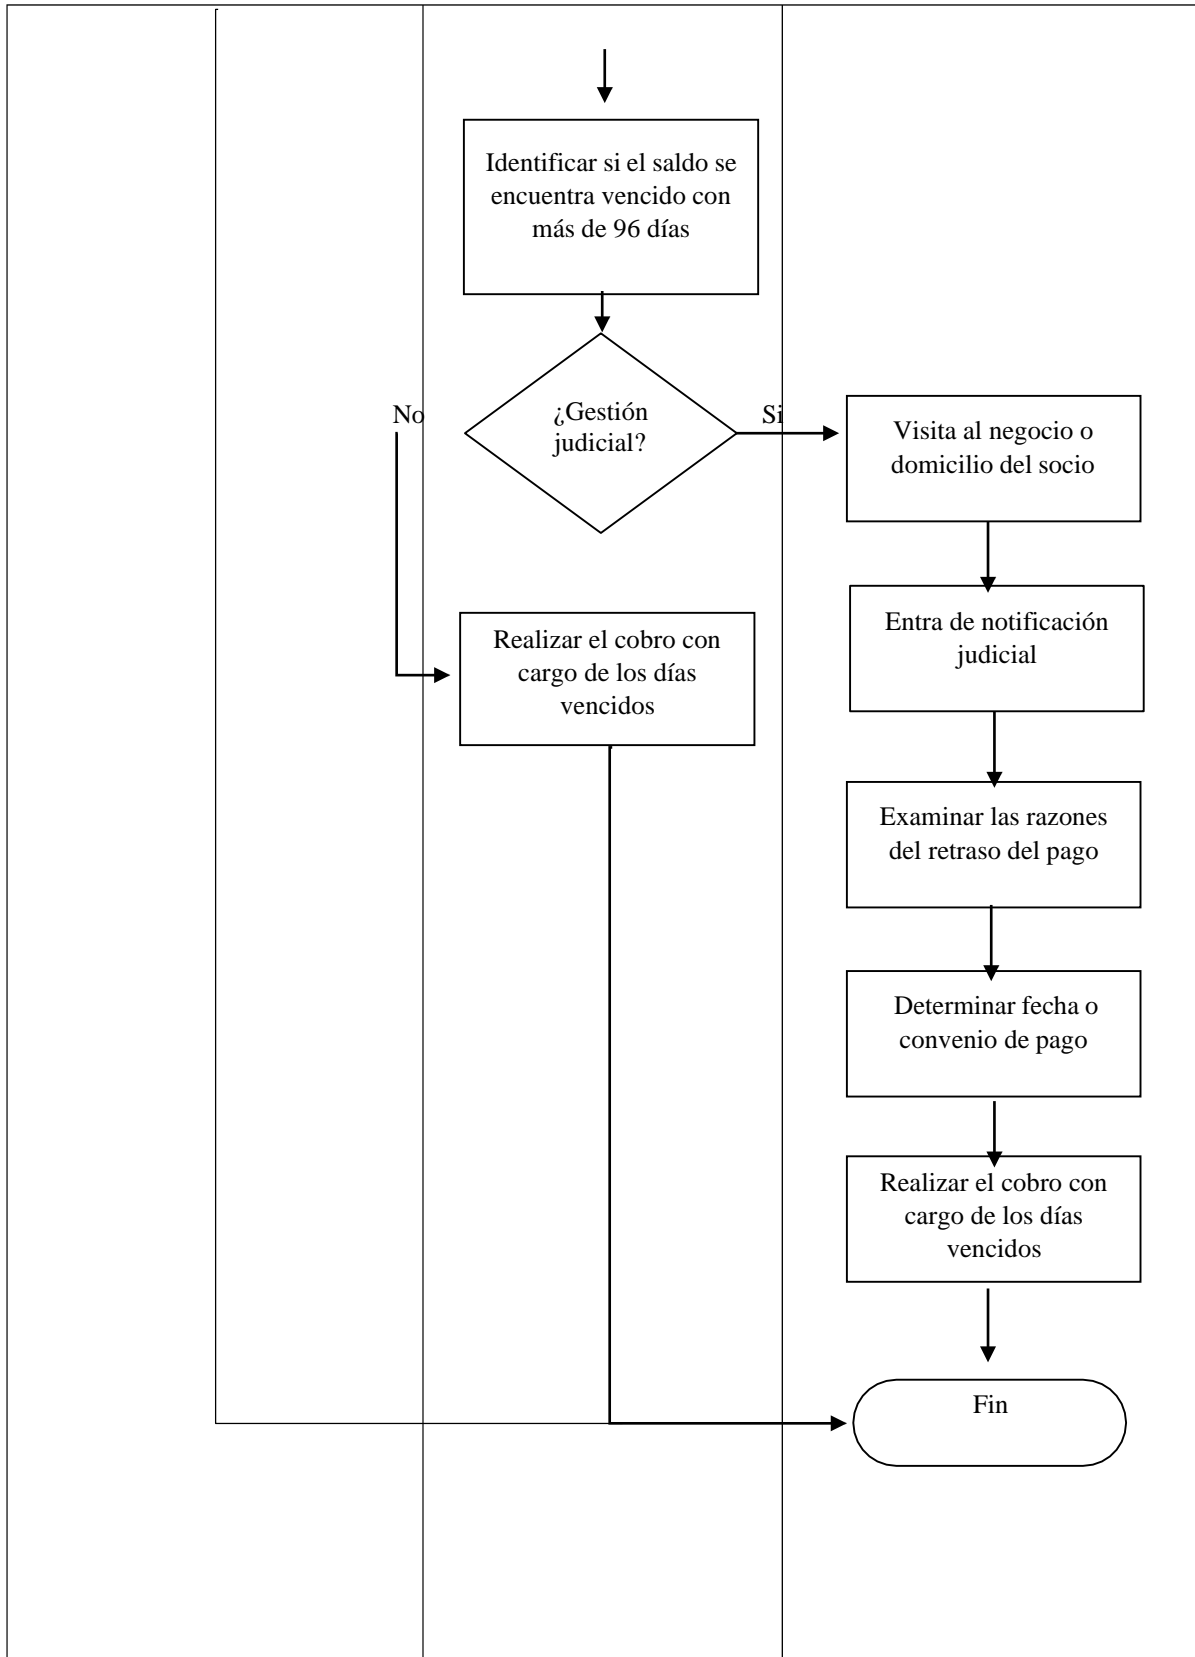 Identificar si el saldo se
encuentra vencido con
más de 96 días
No
¿Gestión
judicial?
Si
Visita al negocio o
domicilio del socio
Entra de notificación
judicial
Realizar el cobro con
cargo de los días
vencidos
Examinar las razones
del retraso del pago
Determinar fecha o
convenio de pago
Realizar el cobro con
cargo de los días
vencidos
Fin